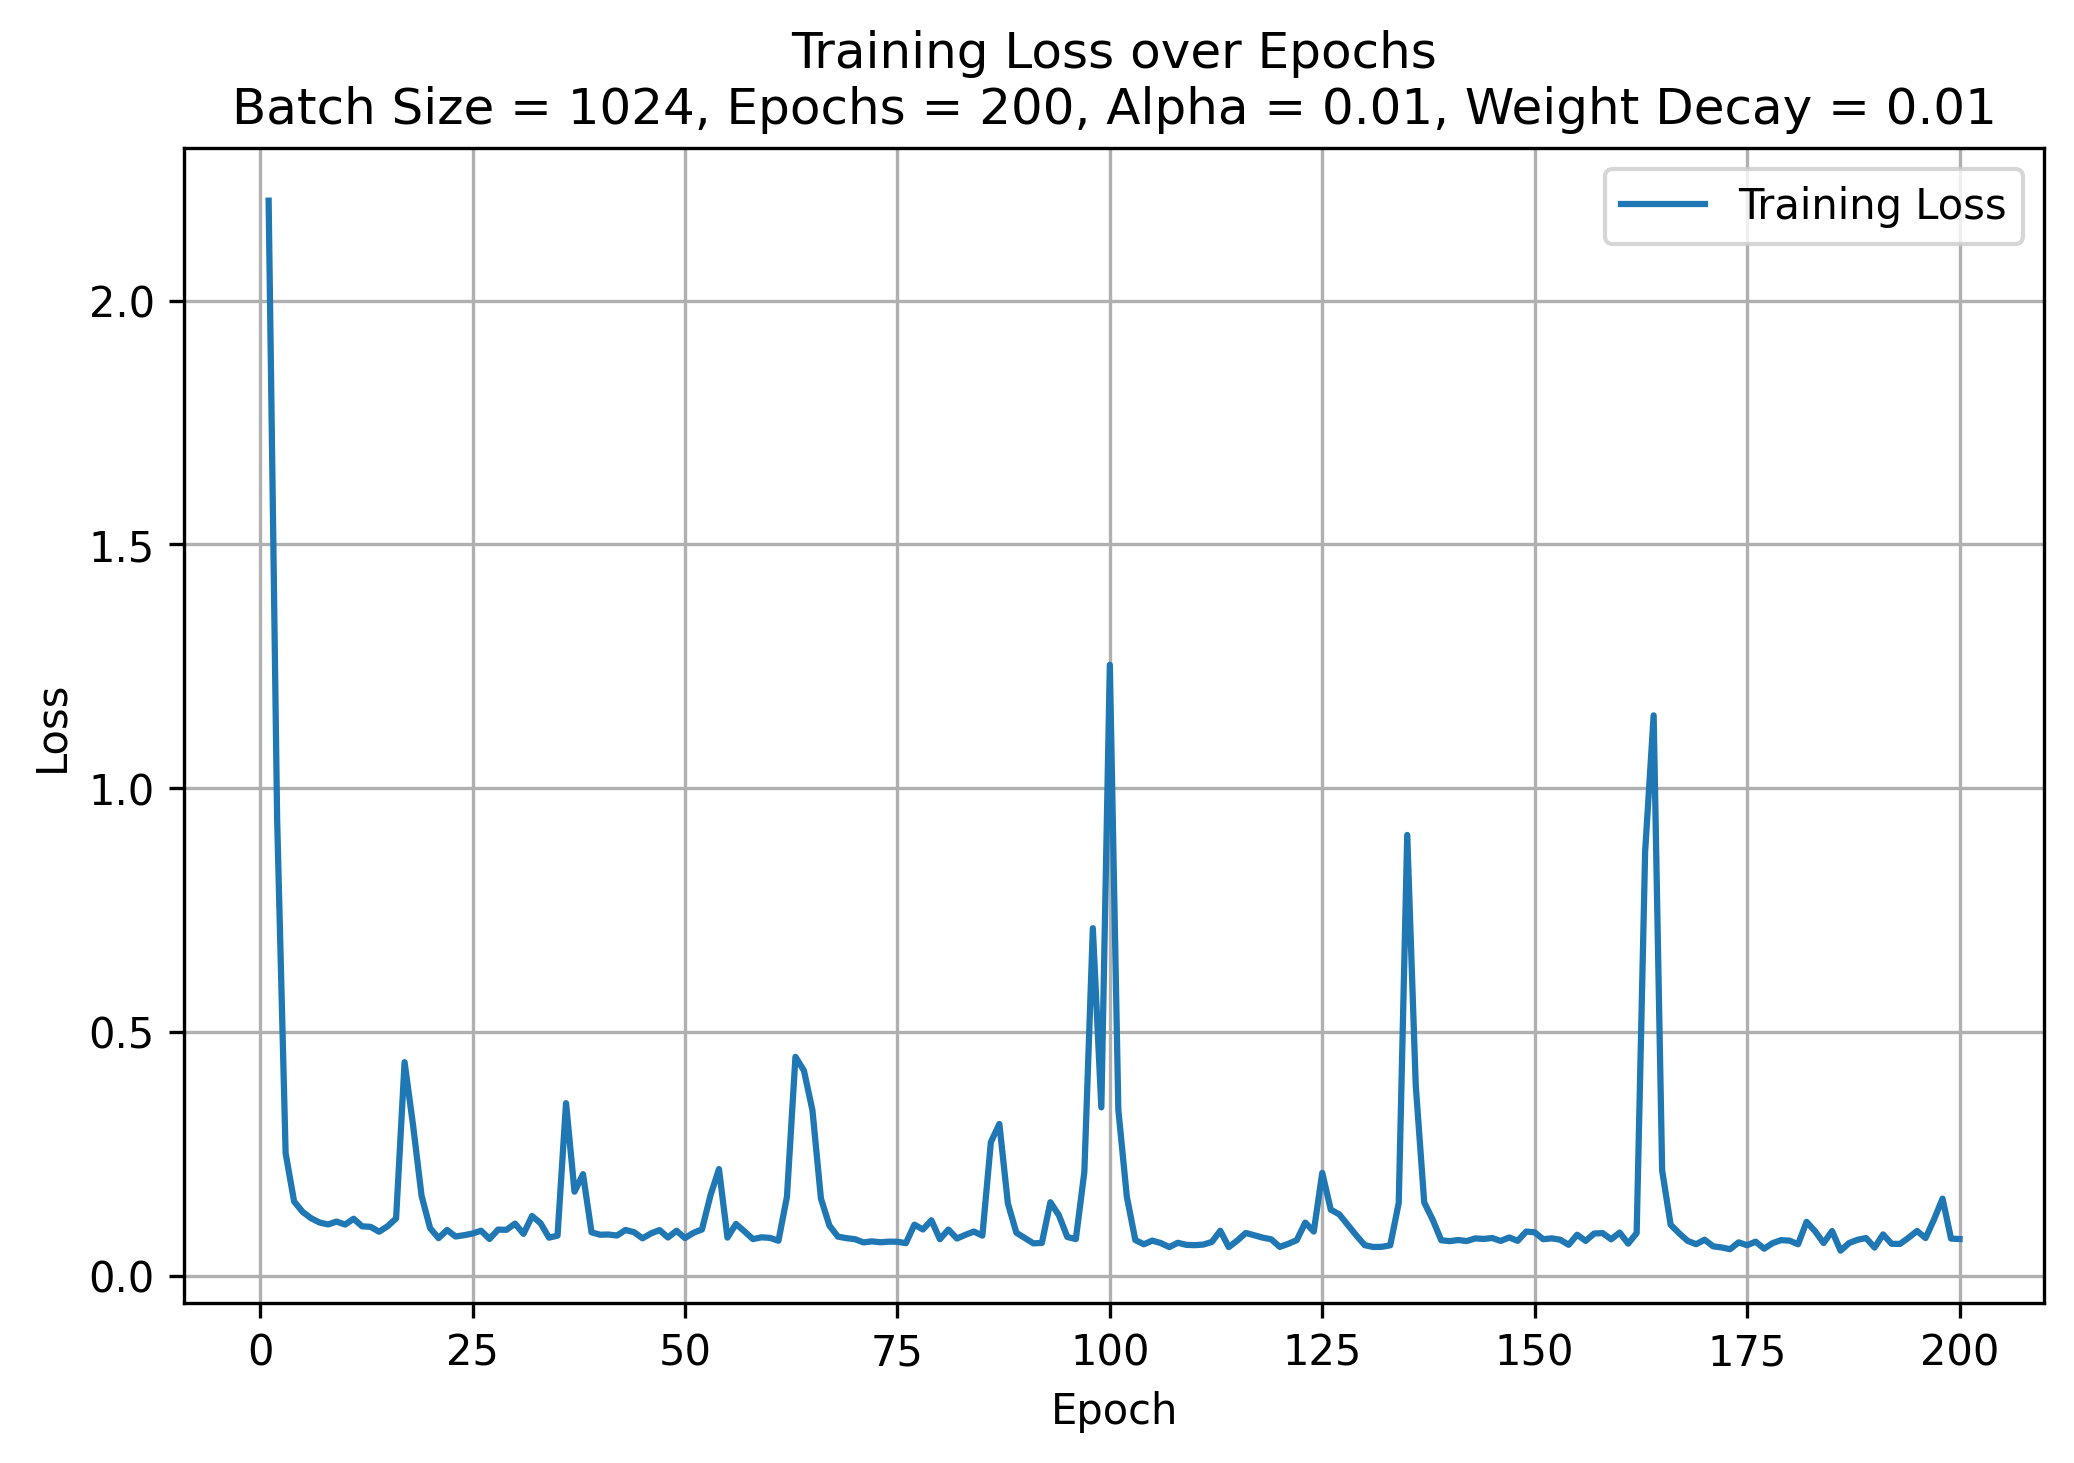 Training Loss over Epochs
Batch Size = 1024, Epochs = 200, Alpha = 0.01, Weight Decay = 0.01
Training Loss
2.0
1.5
1.0
0.5
0.0
Loss
0 25 50 75 100 125 150 175 200
Epoch